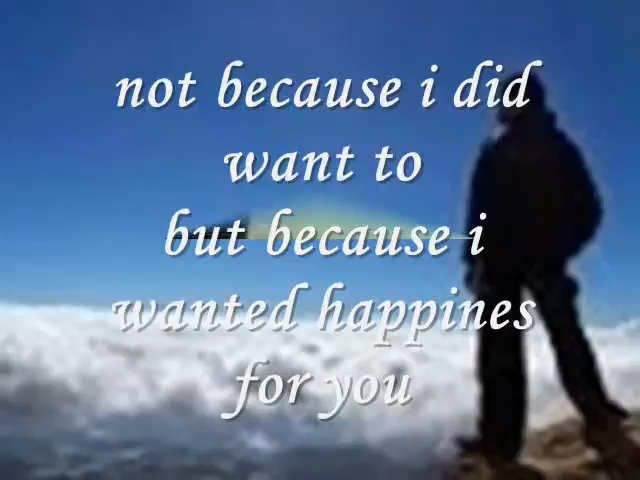 not because i did
want to
but because i
wanted happines
for you